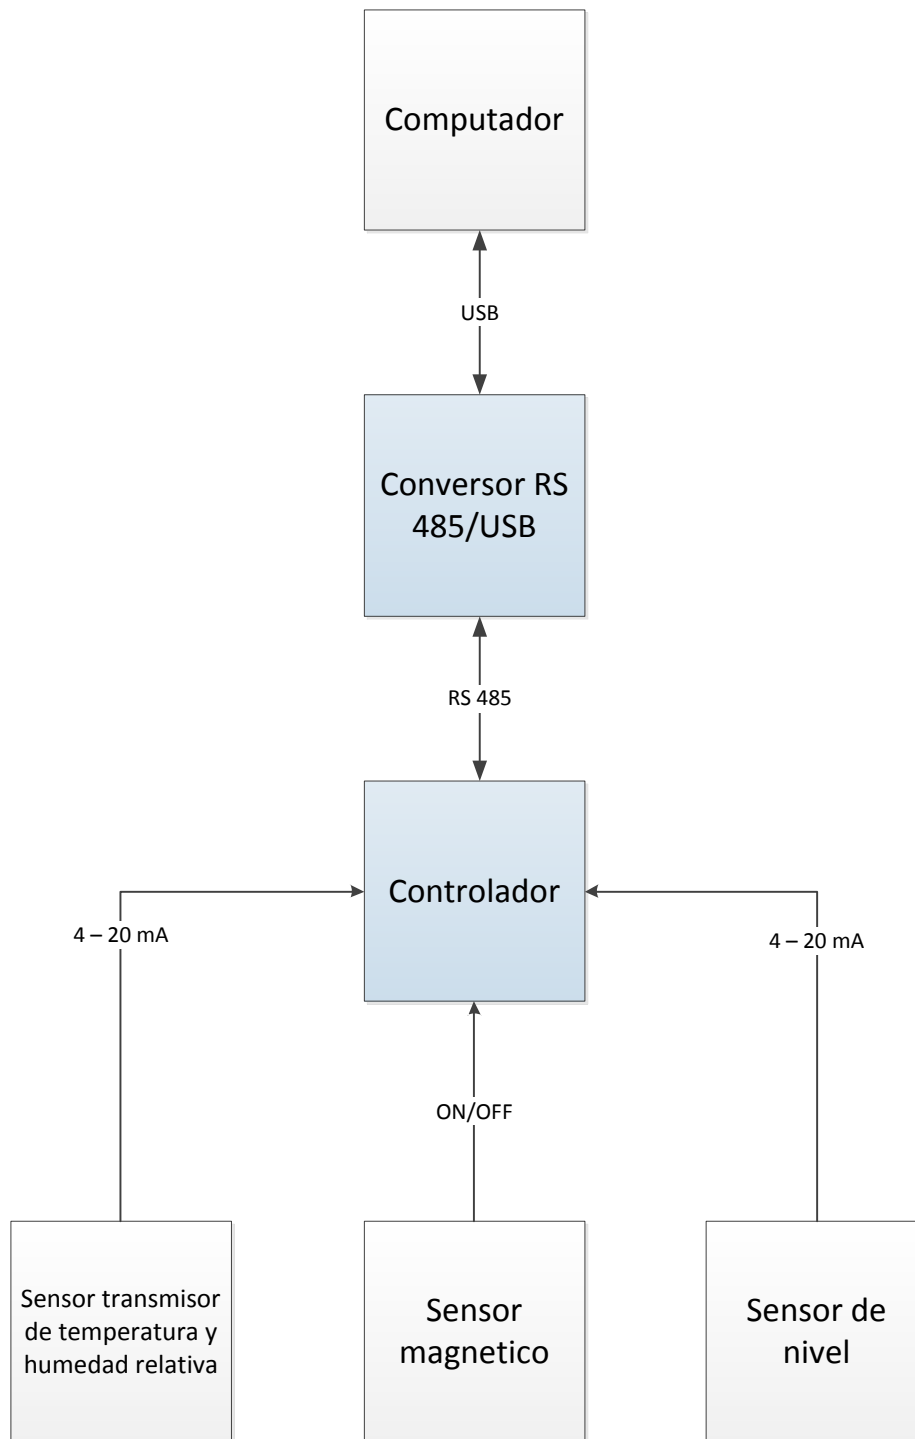 Computador
USB
Conversor RS
485/USB
RS 485
Controlador
4 – 20 mA
4 – 20 mA
ON/OFF
Sensor transmisor
de temperatura y
humedad relativa
Sensor
magnetico
Sensor de
nivel